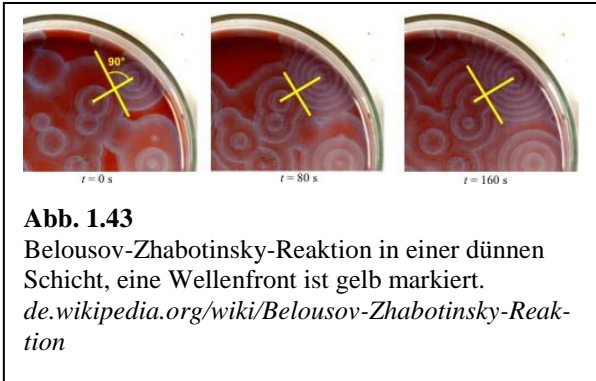 90°
t = 0 s
t = 80 s
t = 160 s
Abb. 1.43
Belousov-Zhabotinsky-Reaktion in einer dünnen
Schicht, eine Wellenfront ist gelb markiert.
de.wikipedia.org/wiki/Belousov-Zhabotinsky-Reak-
tion